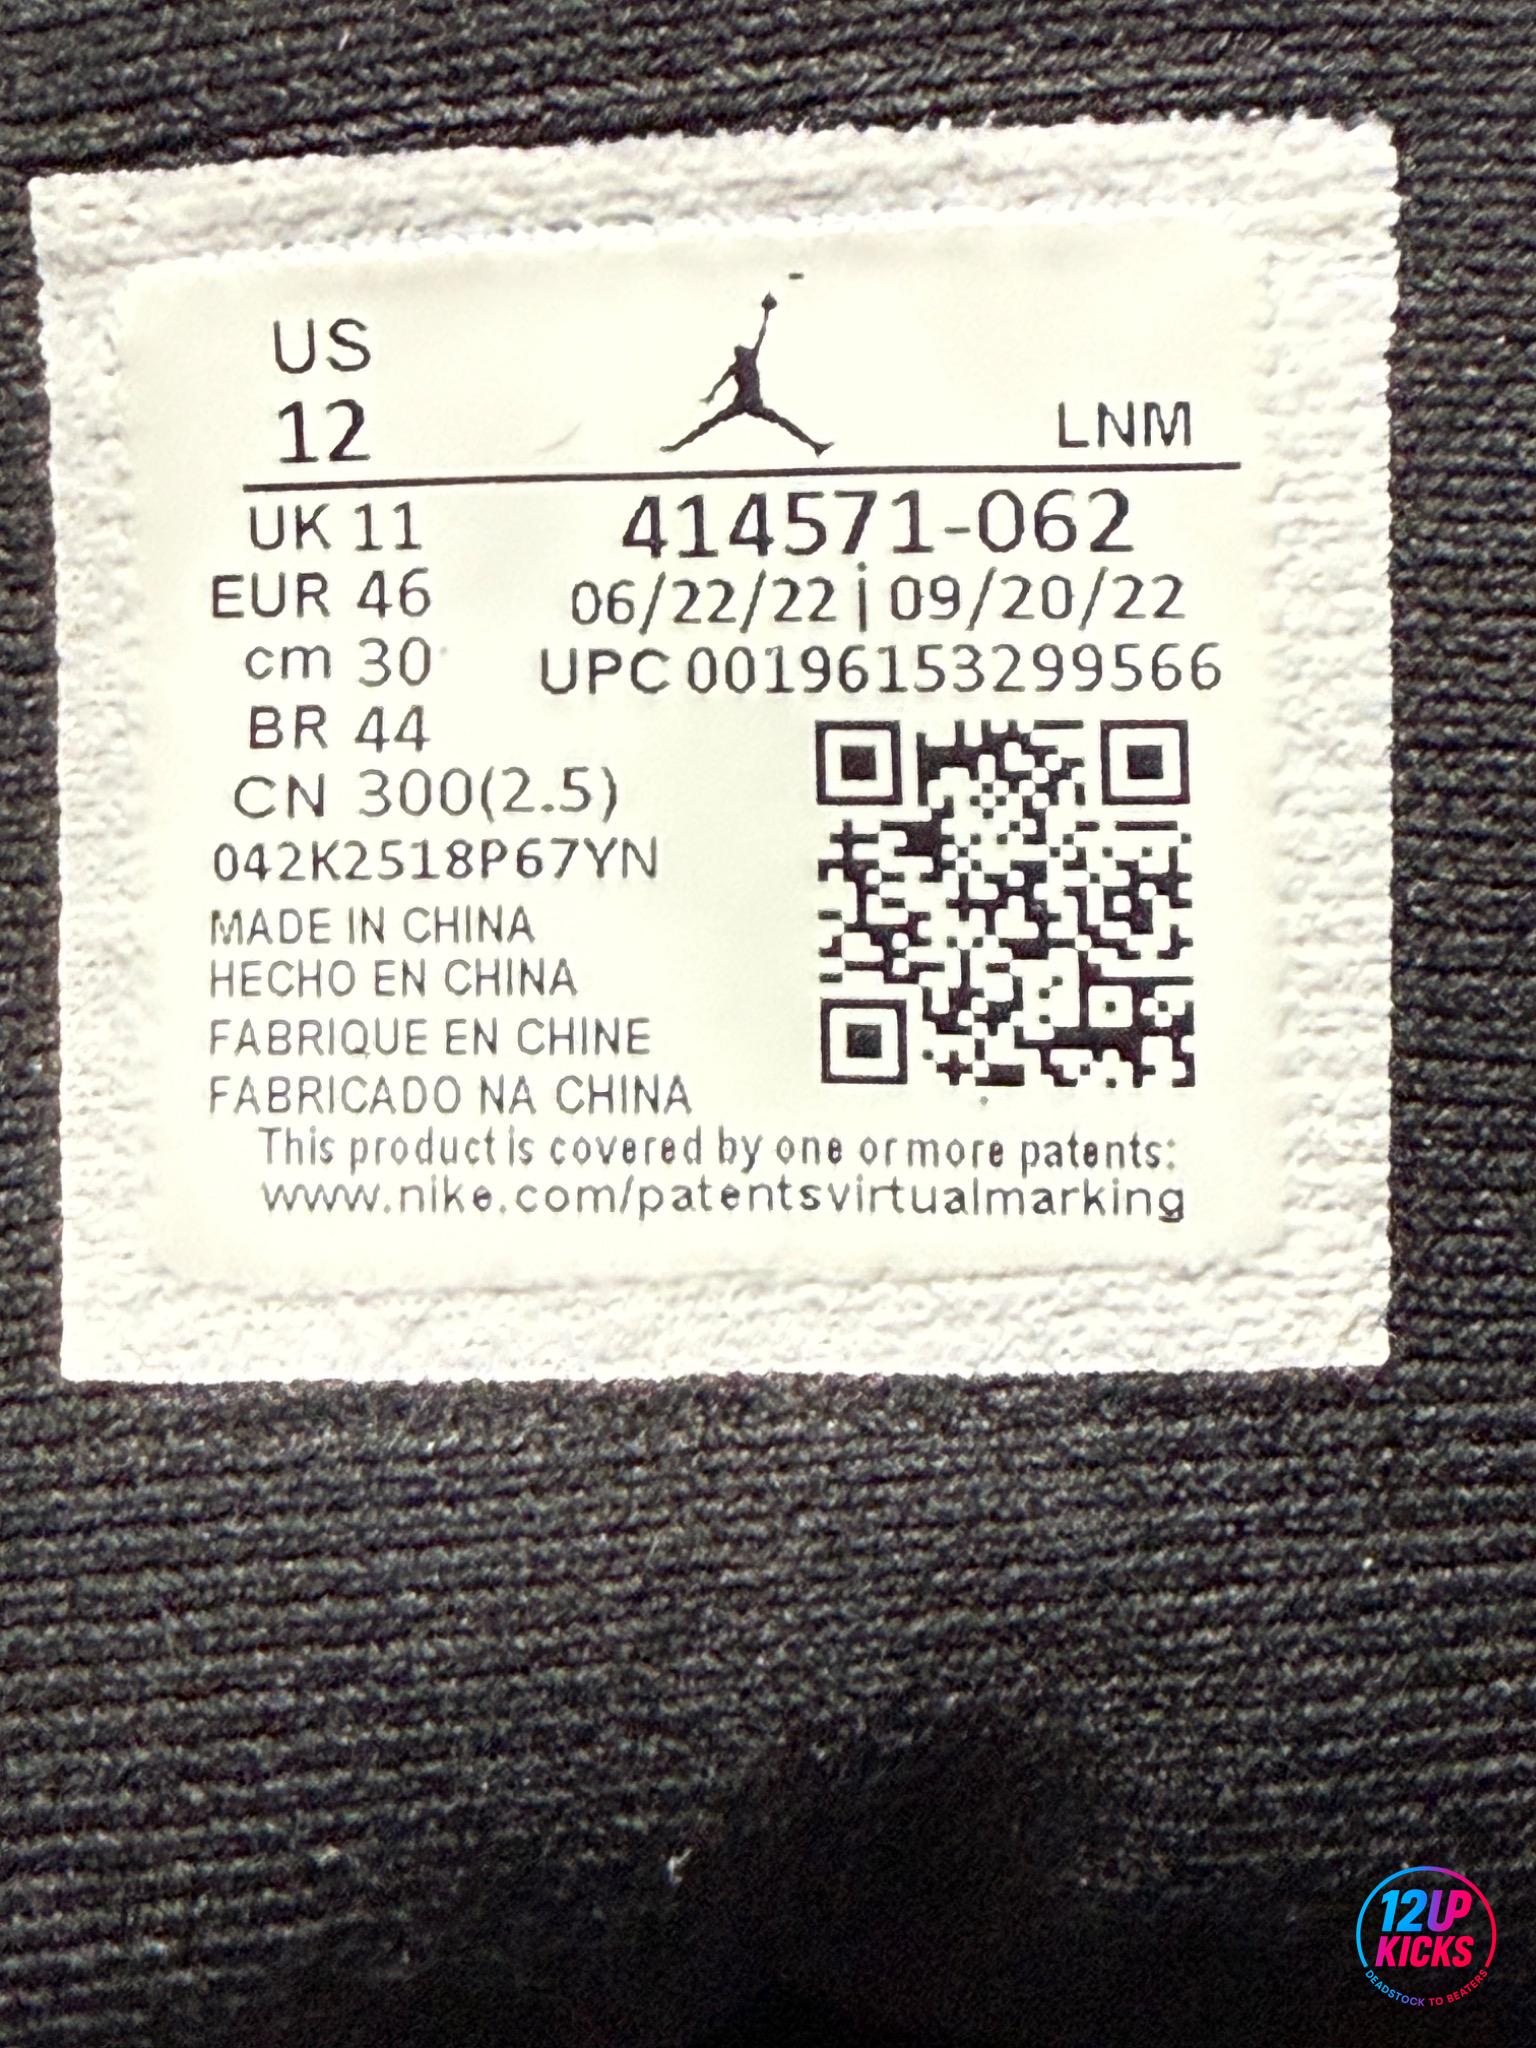 US
12
LNM
UK 11
414571-062
EUR 46
06/22/22 | 09/20/22
cm 30
UPC 00196153299566
BR 44
CN 300(2.5)
042K2518P67YN
MADE IN CHINA
HECHO EN CHINA
FABRIQUE EN CHINE
FABRICADO NA CHINA
This product is covered by one or more patents:
www.nike.com/patentsvirtualmarking
12UP
KICKS
DEADSTOCK TO BEATERS